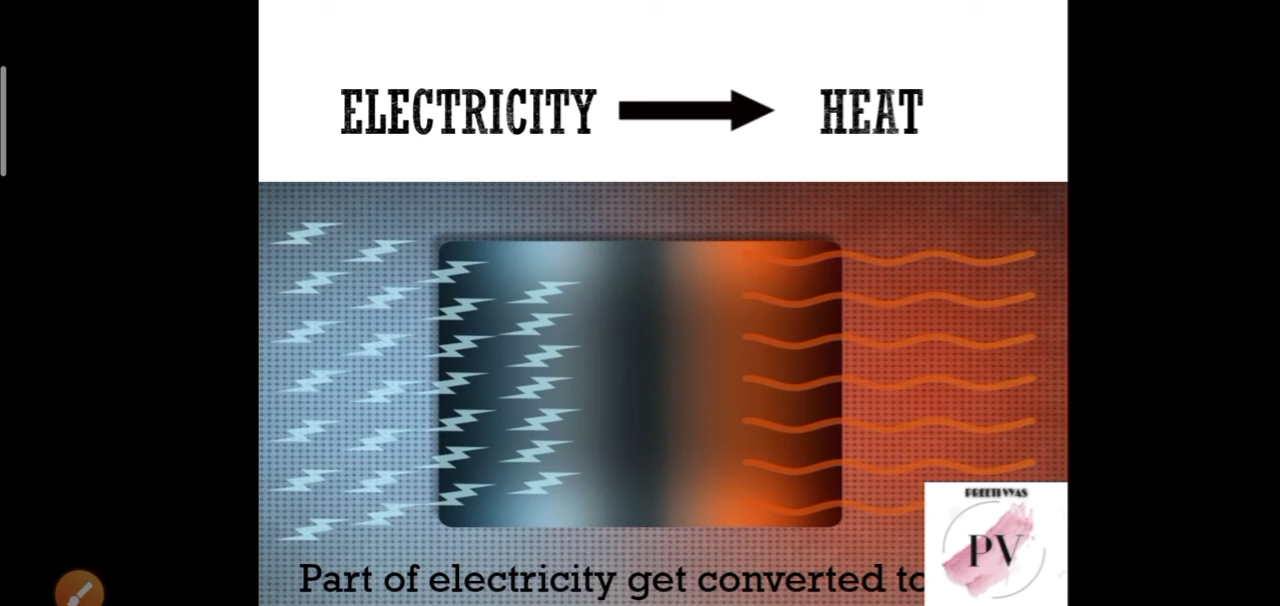 ELECTRICITY HEAT
Part of electricity get converted to
PREETI VYAS
PV